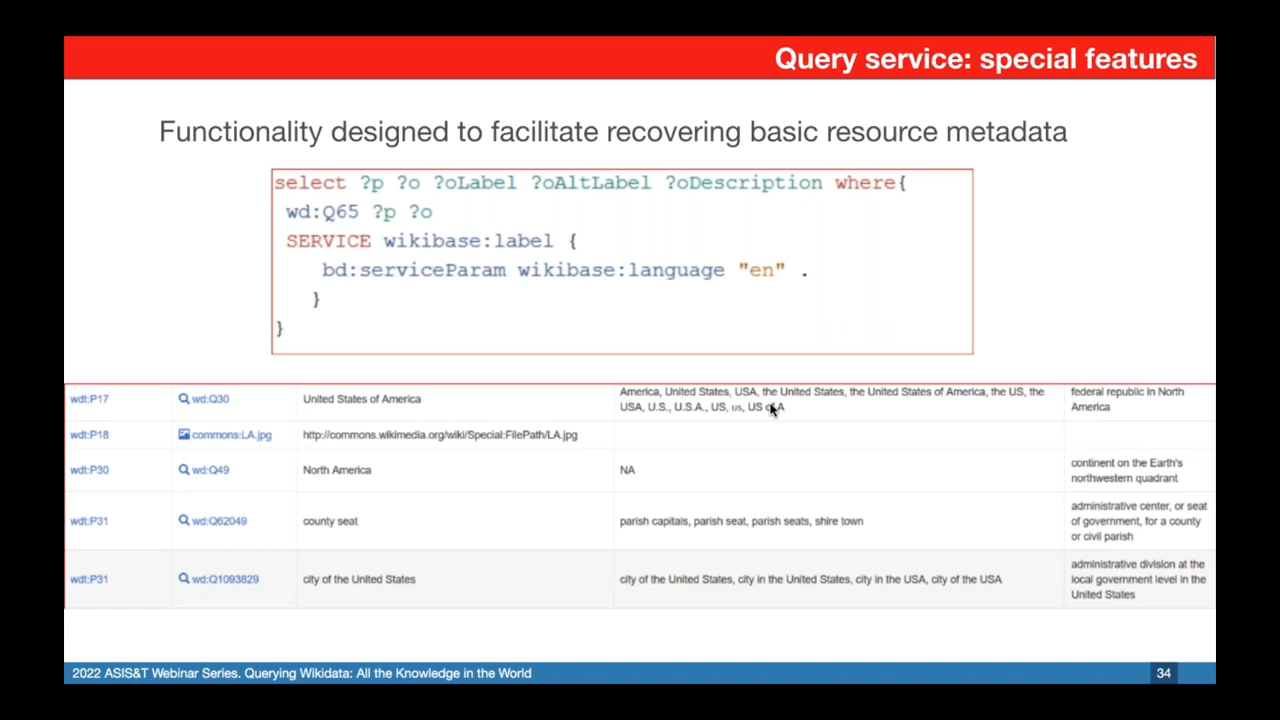 Query service: special features
Functionality designed to facilitate recovering basic resource metadata
select ?p ?o ?oLabel ?oAltLabel ?oDescription where{
wd:Q65 ?p ?o
SERVICE wikibase:label {
bd:serviceParam wikibase:language "en" .
}
}
wdt:P17 wd:Q30 United States of America America, United States, USA, the United States, the United States of America, the US, the federal republic in North
USA, U.S., U.S.A., US, us, US of A America
wdt:P18 commons:LA.jpg http://commons.wikimedia.org/wiki/Special:FilePath/LA.jpg
wdt:P30 wd:Q49 North America NA continent on the Earth's
northwestern quadrant
wdt:P31 wd:Q62049 county seat parish capitals, parish seat, parish seats, shire town administrative center, or seat
of government, for a county
or civil parish
wdt:P31 wd:Q1093829 city of the United States city of the United States, city in the United States, city in the USA, city of the USA administrative division at the
local government level in the
United States
2022 ASIS&T Webinar Series. Querying Wikidata: All the Knowledge in the World 34